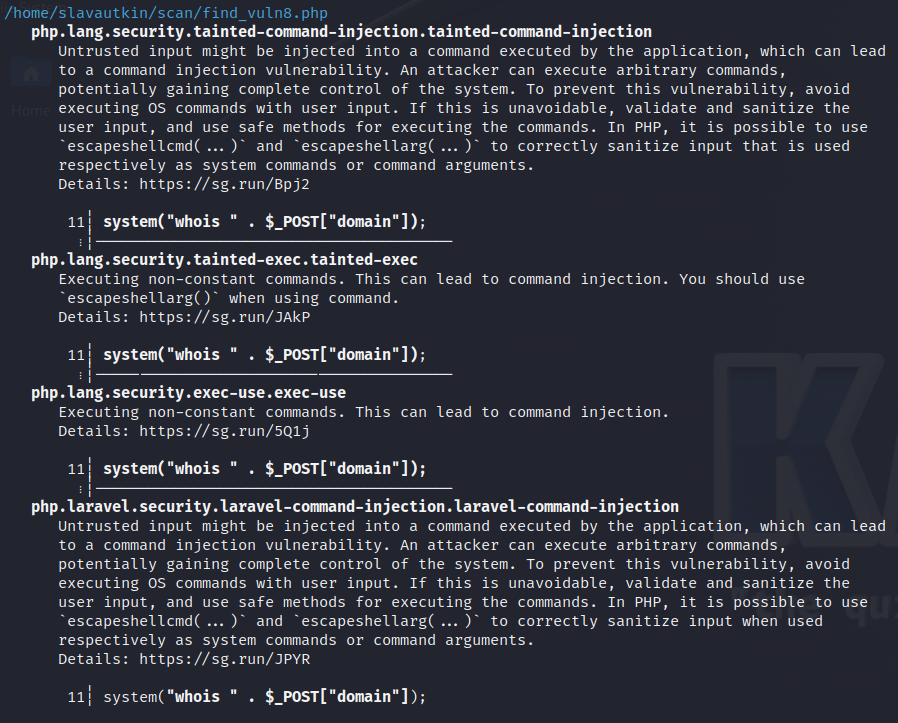 /home/slavautkin/scan/find_vuln8.php
php.lang.security.tainted-command-injection.tainted-command-injection
Untrusted input might be injected into a command executed by the application, which can lead
to a command injection vulnerability. An attacker can execute arbitrary commands,
potentially gaining complete control of the system. To prevent this vulnerability, avoid
executing OS commands with user input. If this is unavoidable, validate and sanitize the
user input, and use safe methods for executing the commands. In PHP, it is possible to use
`escapeshellcmd(...)` and `escapeshellarg(...)` to correctly sanitize input that is used
respectively as system commands or command arguments.
Details: https://sg.run/Bpj2
11┆ system("whois " . $_POST["domain"]);
⋮┆----------------------------------------
php.lang.security.tainted-exec.tainted-exec
Executing non-constant commands. This can lead to command injection. You should use
`escapeshellarg()` when using command.
Details: https://sg.run/JAkP
11┆ system("whois " . $_POST["domain"]);
⋮┆----------------------------------------
php.lang.security.exec-use.exec-use
Executing non-constant commands. This can lead to command injection.
Details: https://sg.run/5Q1j
11┆ system("whois " . $_POST["domain"]);
⋮┆----------------------------------------
php.laravel.security.laravel-command-injection.laravel-command-injection
Untrusted input might be injected into a command executed by the application, which can lead
to a command injection vulnerability. An attacker can execute arbitrary commands,
potentially gaining complete control of the system. To prevent this vulnerability, avoid
executing OS commands with user input. If this is unavoidable, validate and sanitize the
user input, and use safe methods for executing the commands. In PHP, it is possible to use
`escapeshellcmd(...)` and `escapeshellarg(...)` to correctly sanitize input when used
respectively as system commands or command arguments.
Details: https://sg.run/JPYR
11┆ system("whois " . $_POST["domain"]);
Home
"the qu